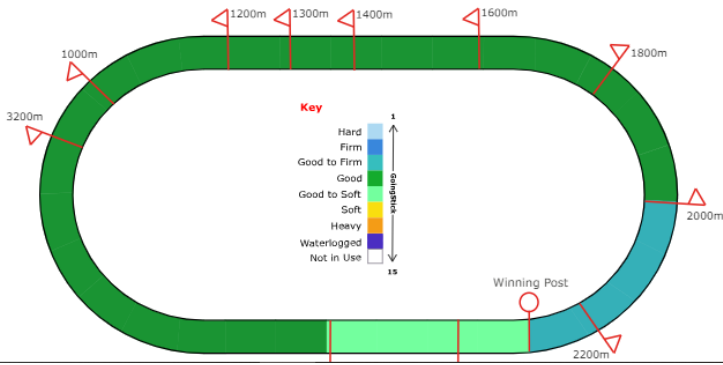 1200m
1300m
1400m
1600m
1000m
1800m
3200m
Key
1
Hard
Firm
Good to Firm
Good
Good to Soft
Soft
Heavy
Waterlogged
Not in Use
GoingStick
15
2000m
Winning Post
2200m